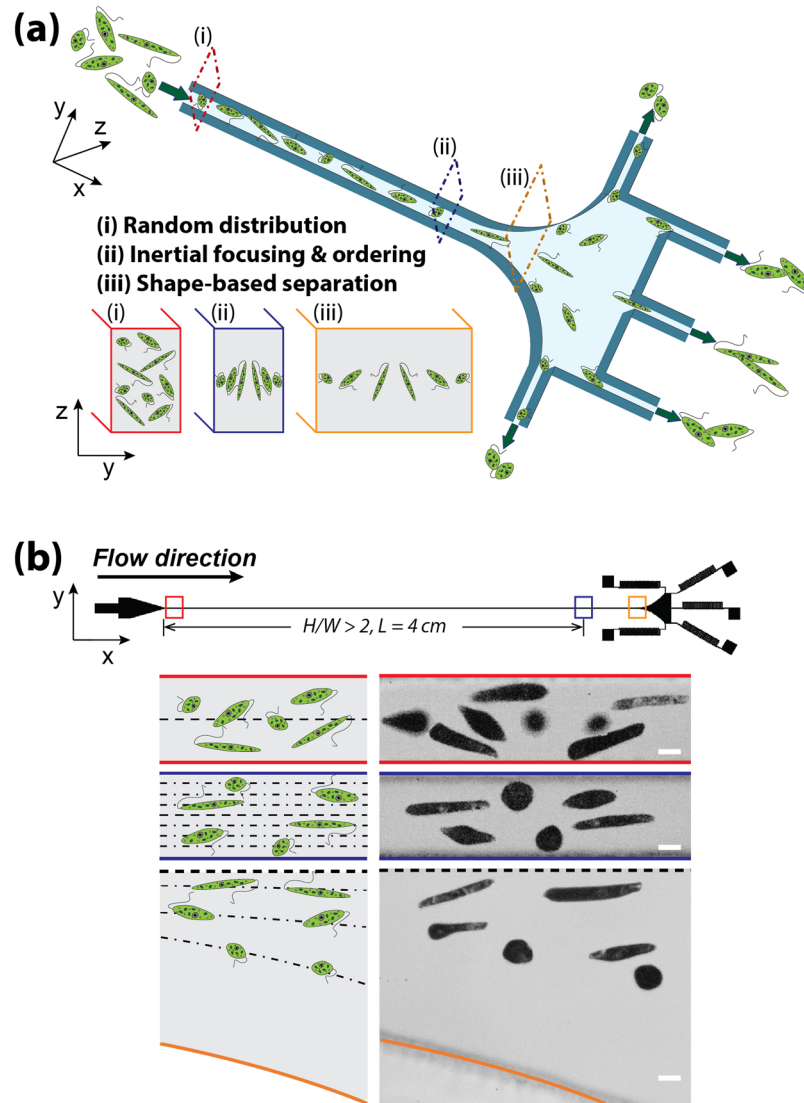 (a)
(i)
(ii)
(iii)
y
z
x
(i) Random distribution
(ii) Inertial focusing & ordering
(iii) Shape-based separation
(i)
(ii)
(iii)
z
y
(b)
Flow direction
y
x
H/W > 2, L = 4 cm